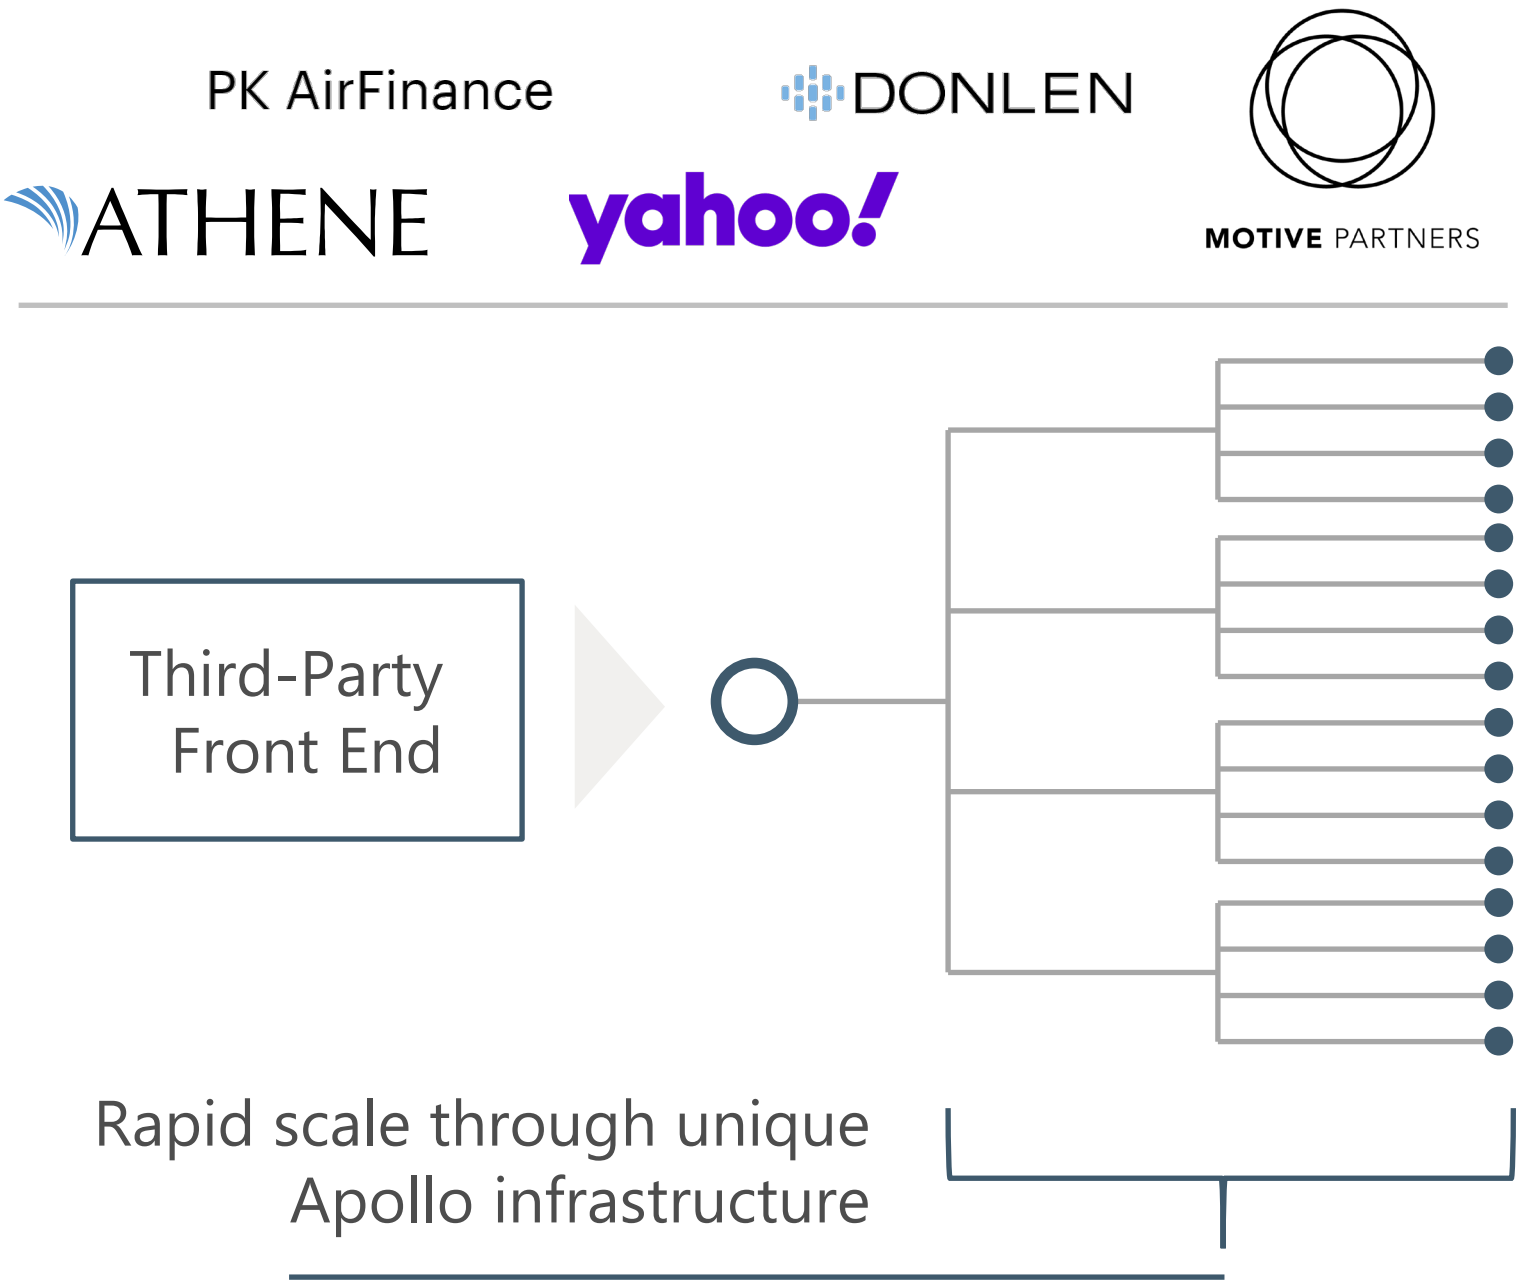 PK AirFinance
DONLEN
ATHENE
yahoo!
MOTIVE PARTNERS
Third-Party
Front End
Rapid scale through unique
Apollo infrastructure